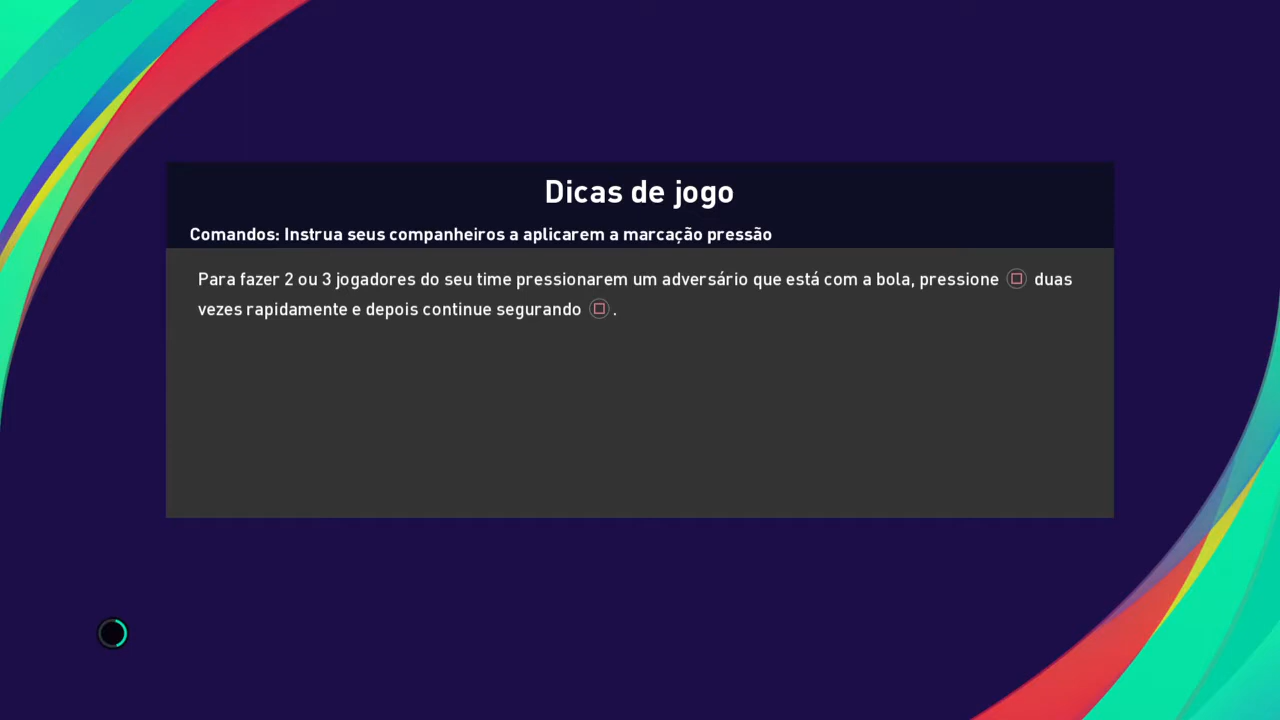 Dicas de jogo
Comandos: Instrua seus companheiros a aplicarem a marcação pressão
Para fazer 2 ou 3 jogadores do seu time pressionarem um adversário que está com a bola, pressione □ duas
vezes rapidamente e depois continue segurando □.